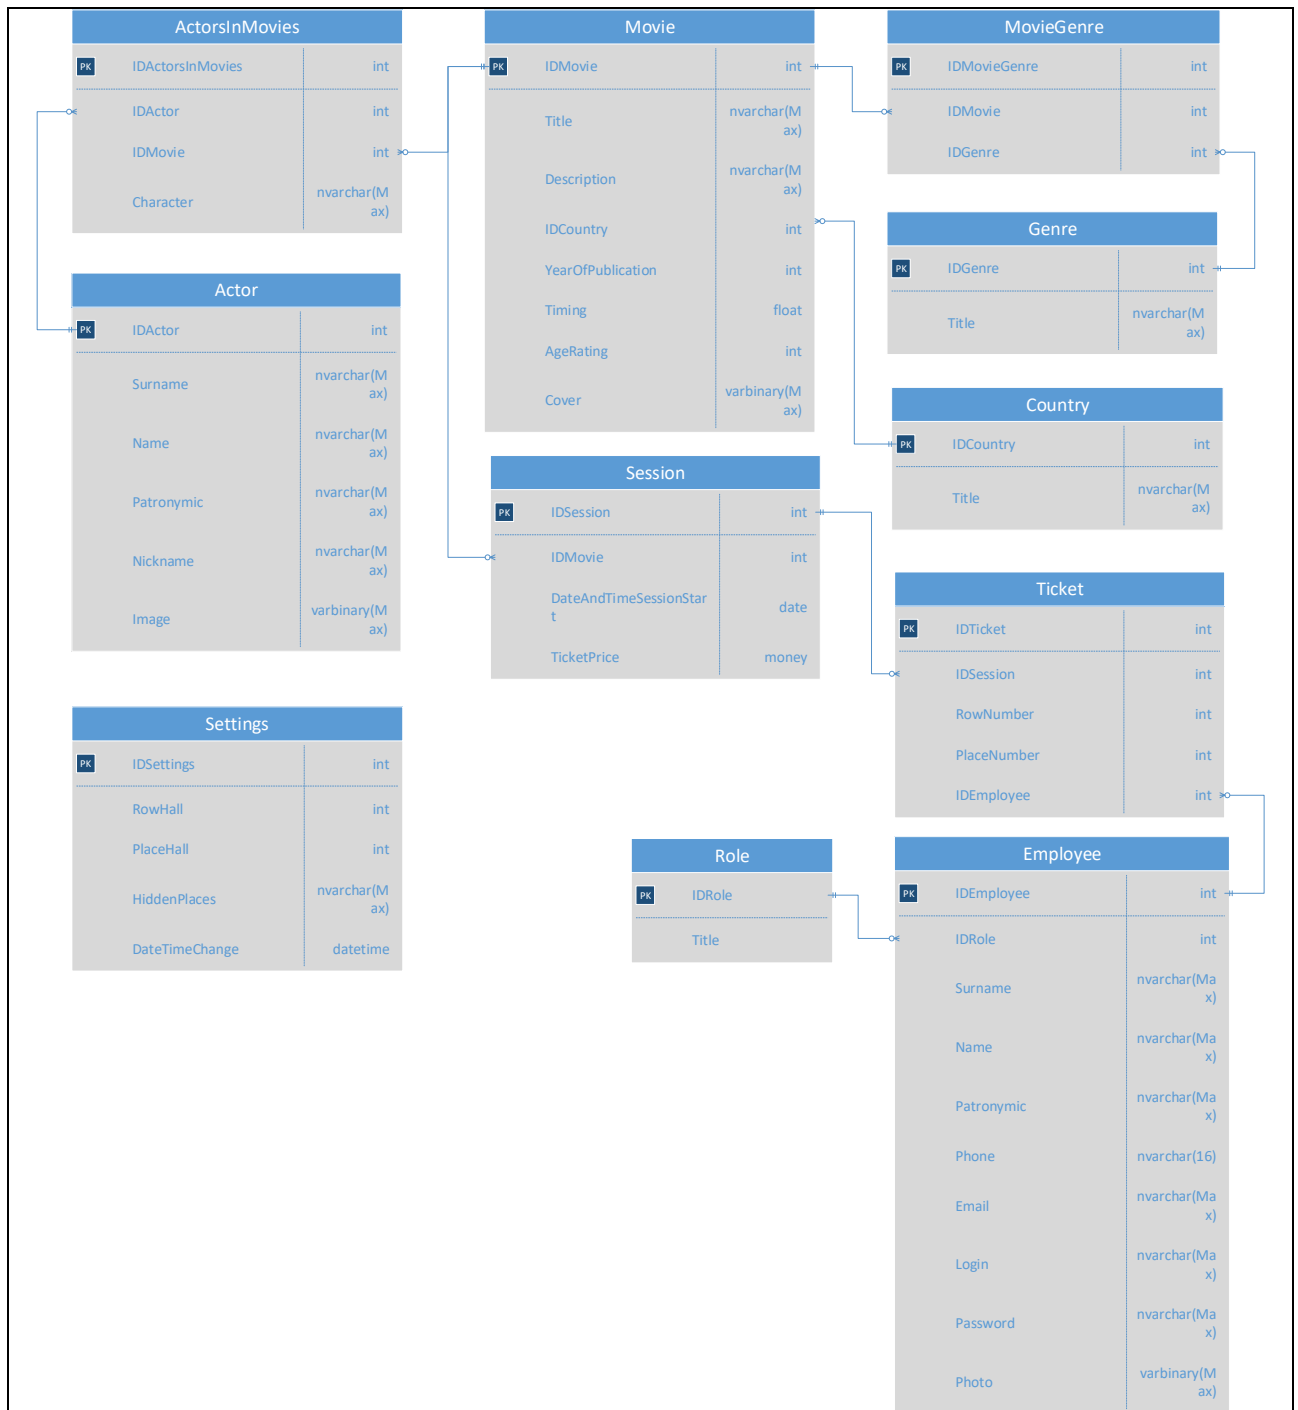 ActorsInMovies
PK IDActorsInMovies int
IDActor int
IDMovie int
Character nvarchar(M
ax)
Movie
PK IDMovie int
Title nvarchar(M
ax)
Description nvarchar(M
ax)
IDCountry int
YearOfPublication int
Timing float
AgeRating int
Cover varbinary(M
ax)
MovieGenre
PK IDMovieGenre int
IDMovie int
IDGenre int
Genre
PK IDGenre int
Title nvarchar(M
ax)
Actor
PK IDActor int
Surname nvarchar(M
ax)
Name nvarchar(M
ax)
Patronymic nvarchar(M
ax)
Nickname nvarchar(M
ax)
Image varbinary(M
ax)
Country
PK IDCountry int
Title nvarchar(M
ax)
Session
PK IDSession int
IDMovie int
DateAndTimeSessionStar
t date
TicketPrice money
Ticket
PK IDTicket int
IDSession int
RowNumber int
PlaceNumber int
IDEmployee int
Settings
PK IDSettings int
RowHall int
PlaceHall int
HiddenPlaces nvarchar(M
ax)
DateTimeChange datetime
Role
PK IDRole
Title
Employee
PK IDEmployee int
IDRole int
Surname nvarchar(Ma
x)
Name nvarchar(Ma
x)
Patronymic nvarchar(Ma
x)
Phone nvarchar(16)
Email nvarchar(Ma
x)
Login nvarchar(Ma
x)
Password nvarchar(Ma
x)
Photo varbinary(M
ax)